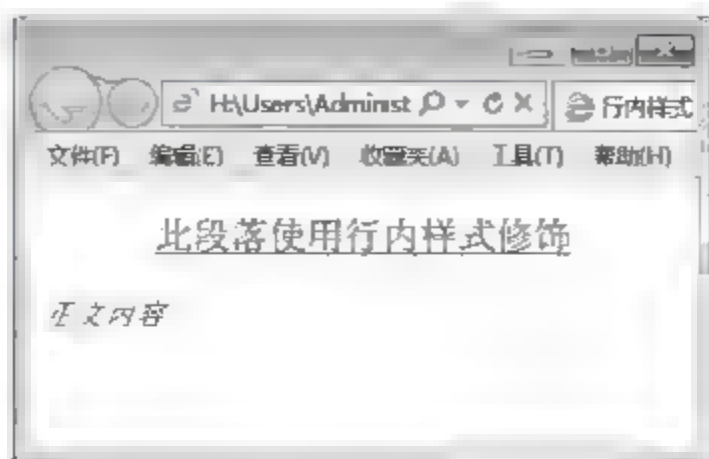 H:\Users\Administ 行内样式
文件(F) 编辑(E) 查看(V) 收藏夹(A) 工具(T) 帮助(H)
此段落使用行内样式修饰
正文内容